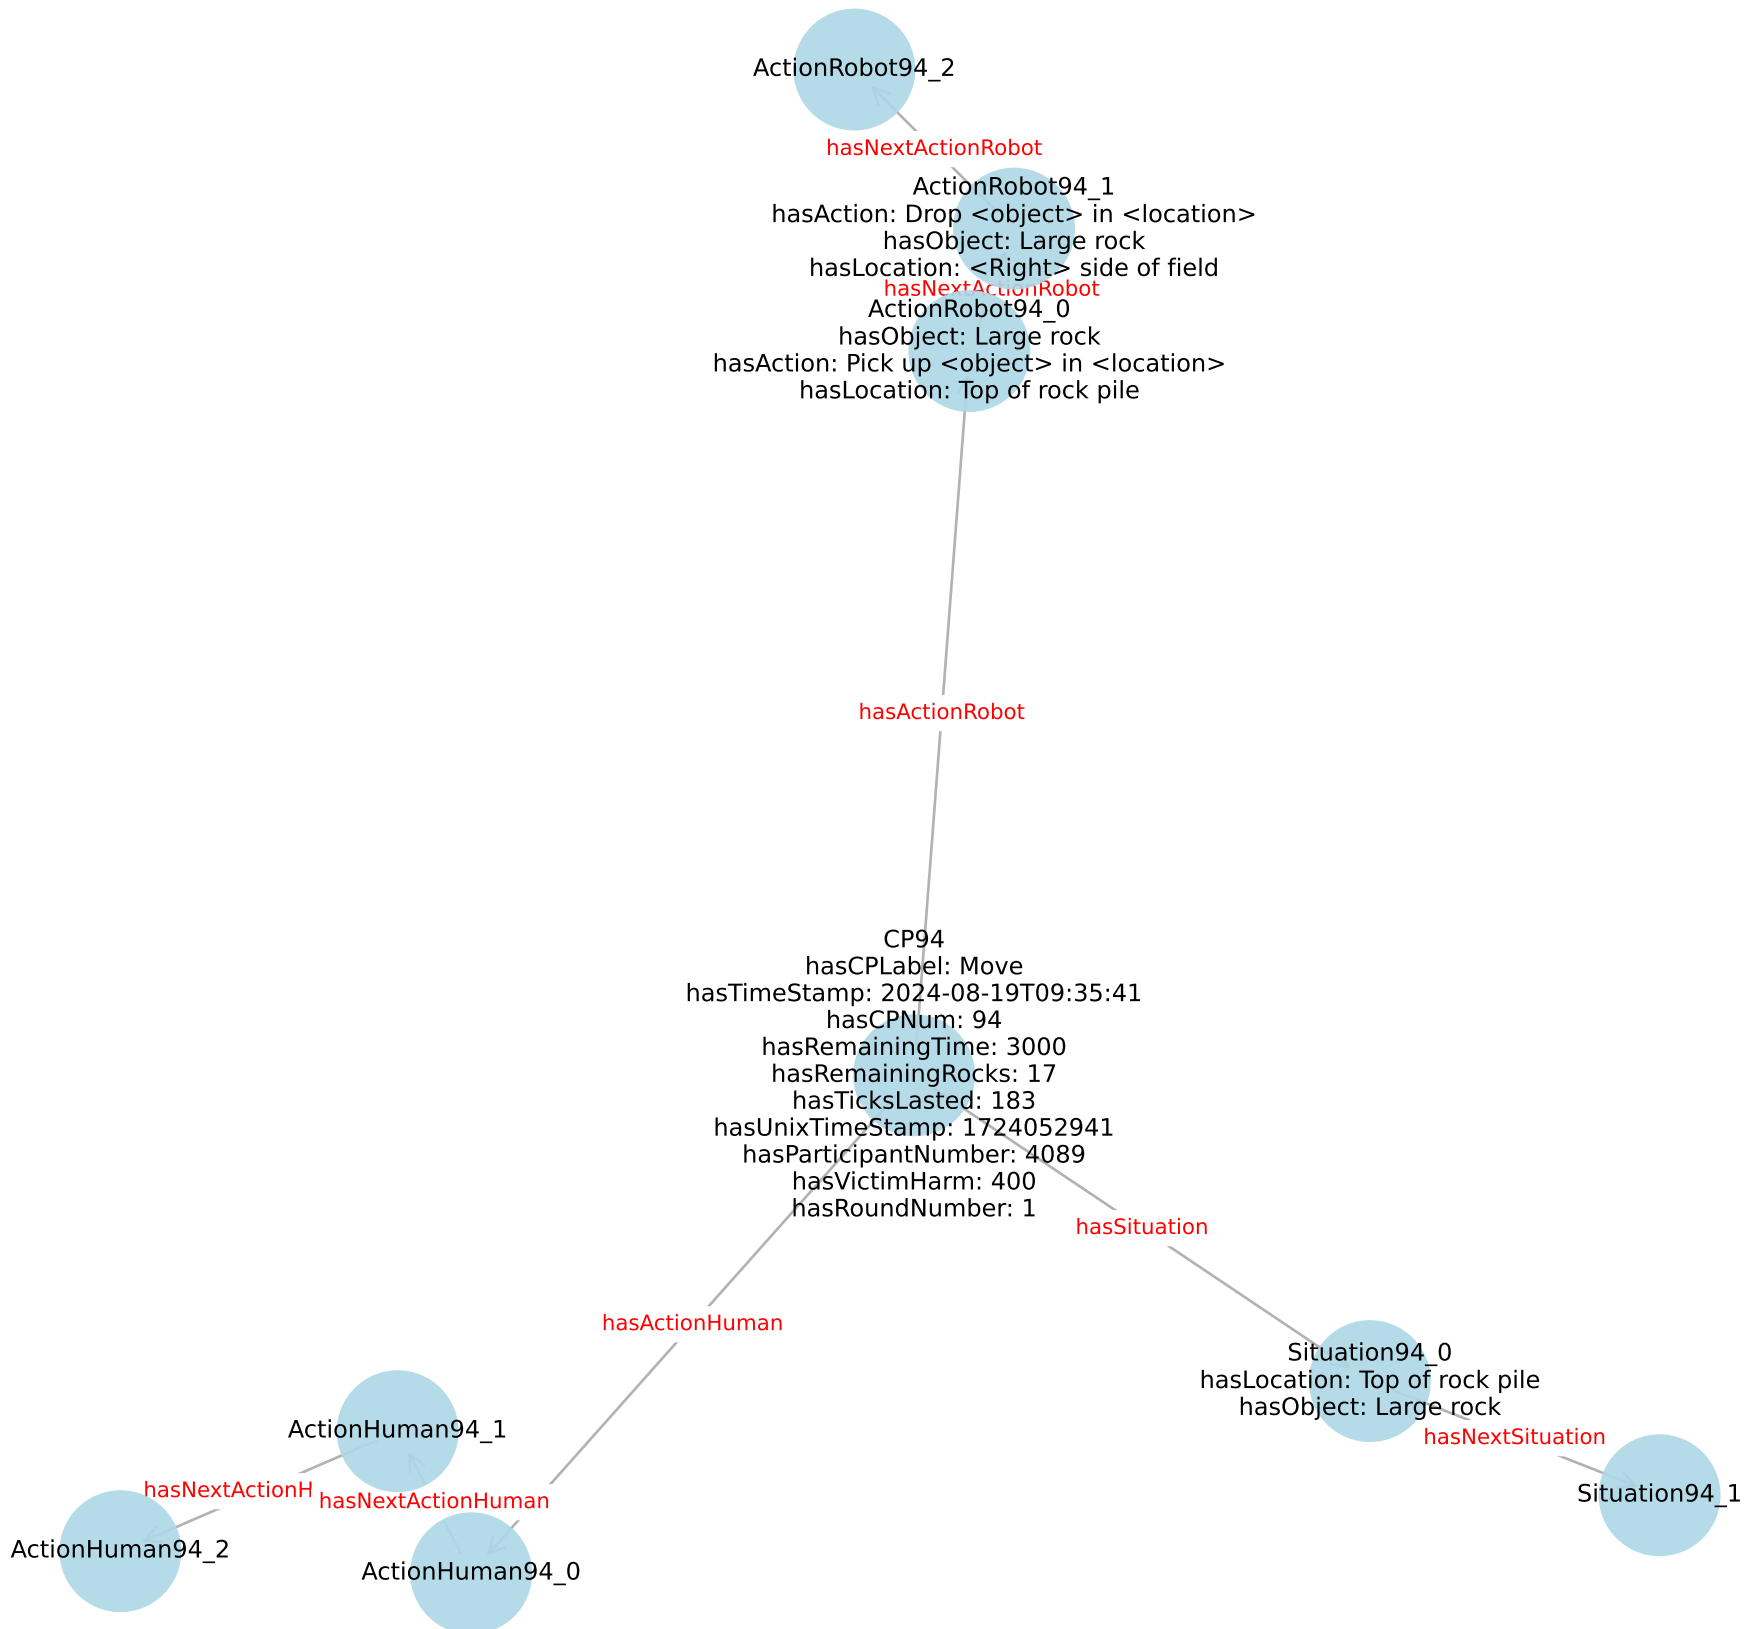 ActionRobot94_2
hasNextActionRobot
ActionRobot94_1
hasAction: Drop <object> in <location>
hasObject: Large rock
hasLocation: <Right> side of field
hasNextActionRobot
ActionRobot94_0
hasObject: Large rock
hasAction: Pick up <object> in <location>
hasLocation: Top of rock pile
hasActionRobot
CP94
hasCPLabel: Move
hasTimeStamp: 2024-08-19T09:35:41
hasCPNum: 94
hasRemainingTime: 3000
hasRemainingRocks: 17
hasTicksLasted: 183
hasUnixTimeStamp: 1724052941
hasParticipantNumber: 4089
hasVictimHarm: 400
hasRoundNumber: 1
hasSituation
hasActionHuman
Situation94_0
hasLocation: Top of rock pile
hasObject: Large rock
hasNextSituation
Situation94_1
ActionHuman94_1
hasNextActionH
hasNextActionHuman
ActionHuman94_2
ActionHuman94_0